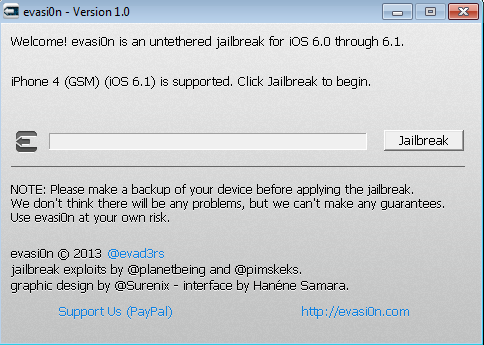 evasi0n - Version 1.0
Welcome! evasi0n is an untethered jailbreak for iOS 6.0 through 6.1.
iPhone 4 (GSM) (iOS 6.1) is supported. Click Jailbreak to begin.
Jailbreak
NOTE: Please make a backup of your device before applying the jailbreak.
We don't think there will be any problems, but we can't make any guarantees.
Use evasi0n at your own risk.
evasi0n © 2013 @evad3rs
jailbreak exploits by @planetbeing and @pimskeks.
graphic design by @Surenix - interface by Hanéne Samara.
Support Us (PayPal) http://evasi0n.com